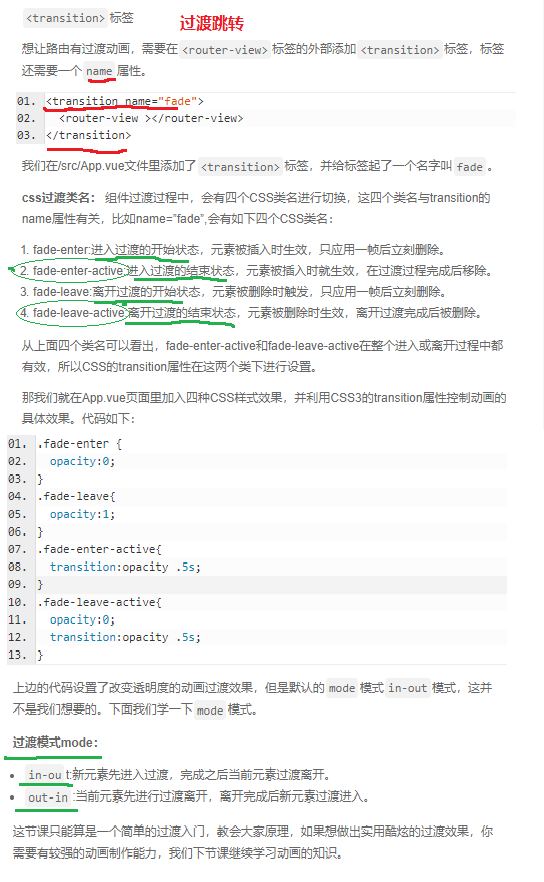 <transition> 标签
过渡跳转
想让路由有过渡动画，需要在 <router-view> 标签的外部添加 <transition> 标签，标签
还需要一个 name 属性。
01. <transition name="fade">
02. <router-view ></router-view>
03. </transition>
我们在/src/App.vue文件里添加了 <transition> 标签，并给标签起了一个名字叫 fade 。
css过渡类名： 组件过渡过程中，会有四个CSS类名进行切换，这四个类名与transition的
name属性有关，比如name="fade",会有如下四个CSS类名：
1. fade-enter:进入过渡的开始状态，元素被插入时生效，只应用一帧后立刻删除。
2. fade-enter-active:进入过渡的结束状态，元素被插入时就生效，在过渡过程完成后移除。
3. fade-leave:离开过渡的开始状态，元素被删除时触发，只应用一帧后立刻删除。
4. fade-leave-active:离开过渡的结束状态，元素被删除时生效，离开过渡完成后被删除。
从上面四个类名可以看出，fade-enter-active和fade-leave-active在整个进入或离开过程中都
有效，所以CSS的transition属性在这两个类下进行设置。
那我们就在App.vue页面里加入四种CSS样式效果，并利用CSS3的transition属性控制动画的
具体效果。代码如下：
01. .fade-enter {
02. opacity:0;
03. }
04. .fade-leave{
05. opacity:1;
06. }
07. .fade-enter-active{
08. transition:opacity .5s;
09. }
10. .fade-leave-active{
11. opacity:0;
12. transition:opacity .5s;
13. }
上边的代码设置了改变透明度的动画过渡效果，但是默认的 mode 模式 in-out 模式，这并
不是我们想要的。下面我们学一下 mode 模式。
过渡模式mode：
• in-ou t:新元素先进入过渡，完成之后当前元素过渡离开。
• out-in :当前元素先进行过渡离开，离开完成后新元素过渡进入。
这节课只能算是一个简单的过渡入门，教会大家原理，如果想做出实用酷炫的过渡效果，你
需要有较强的动画制作能力，我们下节课继续学习动画的知识。